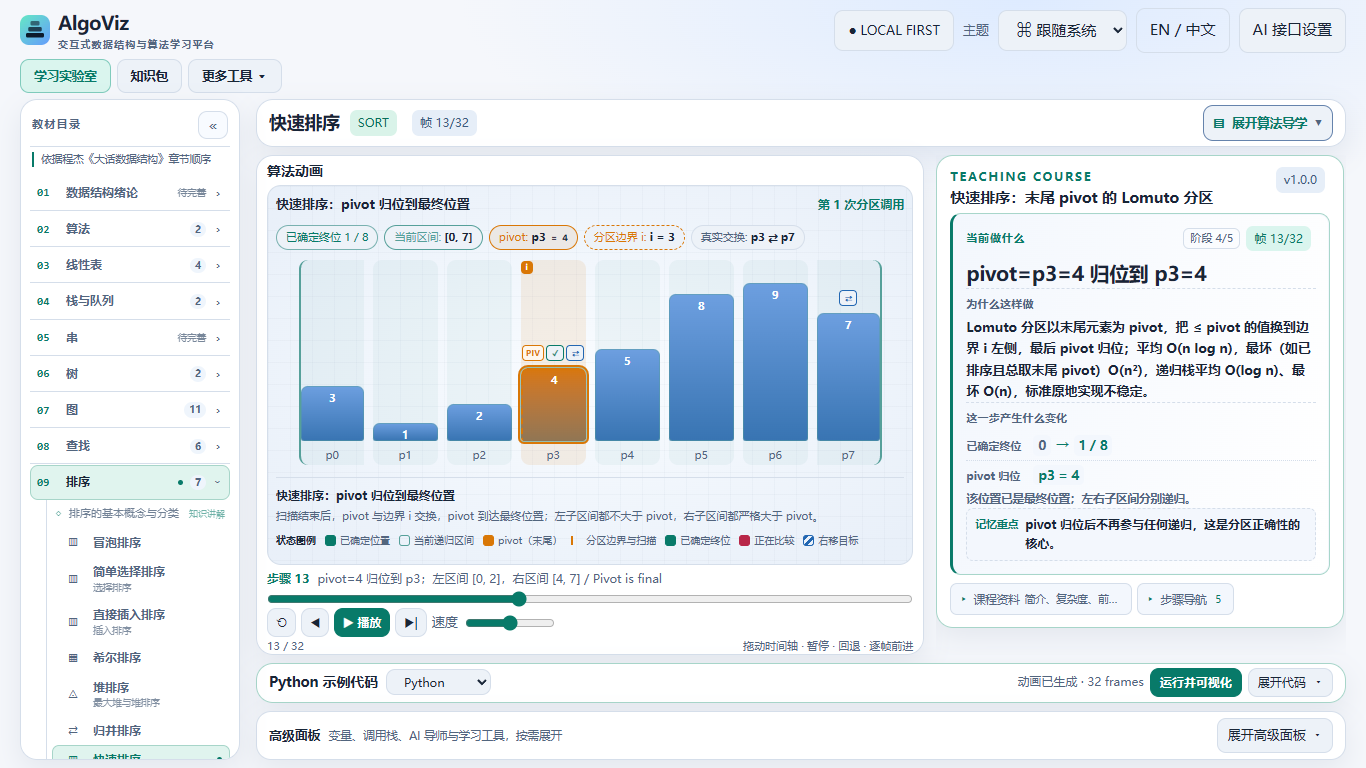 AlgoViz
交互式数据结构与算法学习平台
● LOCAL FIRST
主题
⌘ 跟随系统
EN / 中文
AI 接口设置
学习实验室
知识包
更多工具
教材目录
«
依据程杰《大话数据结构》章节顺序
01 数据结构绪论 待完善 ›
02 算法 2 ›
03 线性表 4 ›
04 栈与队列 2 ›
05 串 待完善 ›
06 树 2 ›
07 图 11 ›
08 查找 6 ›
09 排序 7
排序的基本概念与分类 知识讲解
冒泡排序
简单选择排序
选择排序
直接插入排序
插入排序
希尔排序
堆排序
最大堆与堆排序
归并排序
快速排序
快速排序 SORT 帧 13/32
展开算法导学 ▼
算法动画
快速排序：pivot 归位到最终位置
第 1 次分区调用
已确定终位 1 / 8
当前区间: [0, 7]
pivot: p3 = 4
分区边界 i: i = 3
真实交换: p3 ⇄ p7
i
PIV ✓ ⇄
⇄
3 1 2 4 5 8 9 7
p0 p1 p2 p3 p4 p5 p6 p7
快速排序：pivot 归位到最终位置
扫描结束后，pivot 与边界 i 交换，pivot 到达最终位置；左子区间都不大于 pivot，右子区间都严格大于 pivot。
状态图例 已确定位置 当前递归区间 pivot（末尾） 分区边界与扫描 已确定终位 正在比较 右移目标
步骤 13 pivot=4 归位到 p3；左区间 [0, 2]，右区间 [4, 7] / Pivot is final
▶ 播放
速度
13 / 32
拖动时间轴 · 暂停 · 回退 · 逐帧前进
TEACHING COURSE
快速排序：末尾 pivot 的 Lomuto 分区
v1.0.0
当前做什么
阶段 4/5
帧 13/32
pivot=p3=4 归位到 p3=4
为什么这样做
Lomuto 分区以末尾元素为 pivot，把 ≤ pivot 的值换到边
界 i 左侧，最后 pivot 归位；平均 O(n log n)，最坏（如已
排序且总取末尾 pivot）O(n²)，递归栈平均 O(log n)、最
坏 O(n)，标准原地实现不稳定。
这一步产生什么变化
已确定终位 0 → 1 / 8
pivot 归位 p3 = 4
该位置已是最终位置；左右子区间分别递归。
记忆重点 pivot 归位后不再参与任何递归，这是分区正确性的
核心。
课程资料 简介、复杂度、前...
步骤导航 5
Python 示例代码
Python
动画已生成 · 32 frames
运行并可视化
展开代码
高级面板 变量、调用栈、AI 导师与学习工具，按需展开
展开高级面板